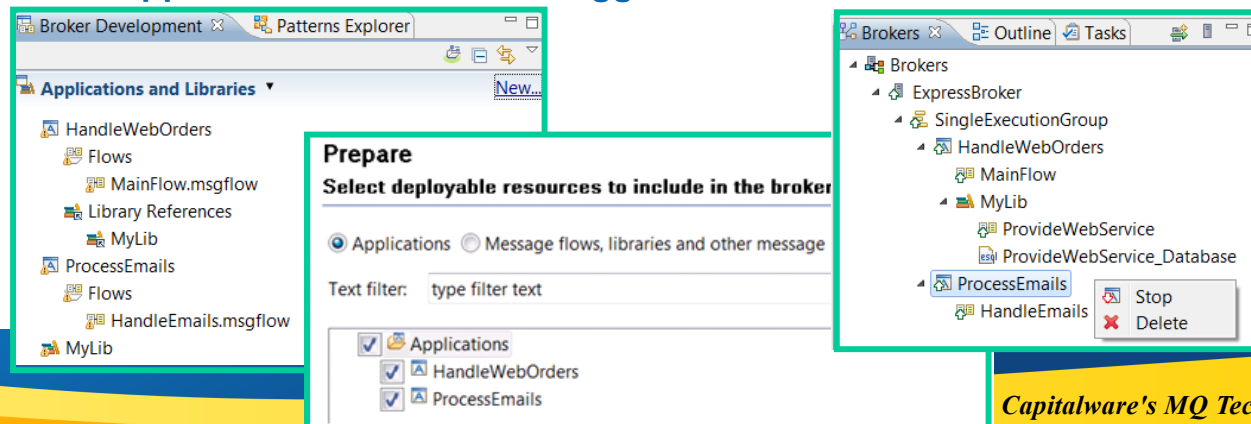 Broker Development
Patterns Explorer
Applications and Libraries
New...
HandleWebOrders
Flows
MainFlow.msgflow
Library References
MyLib
ProcessEmails
Flows
HandleEmails.msgflow
MyLib
Prepare
Select deployable resources to include in the broker
Applications
Message flows, libraries and other message
Text filter:
type filter text
Applications
HandleWebOrders
ProcessEmails
Brokers
Outline
Tasks
Brokers
ExpressBroker
SingleExecutionGroup
HandleWebOrders
MainFlow
MyLib
ProvideWebService
esql
ProvideWebService_Database
ProcessEmails
HandleEmails
Stop
Delete
Capitalware's MQ Tec